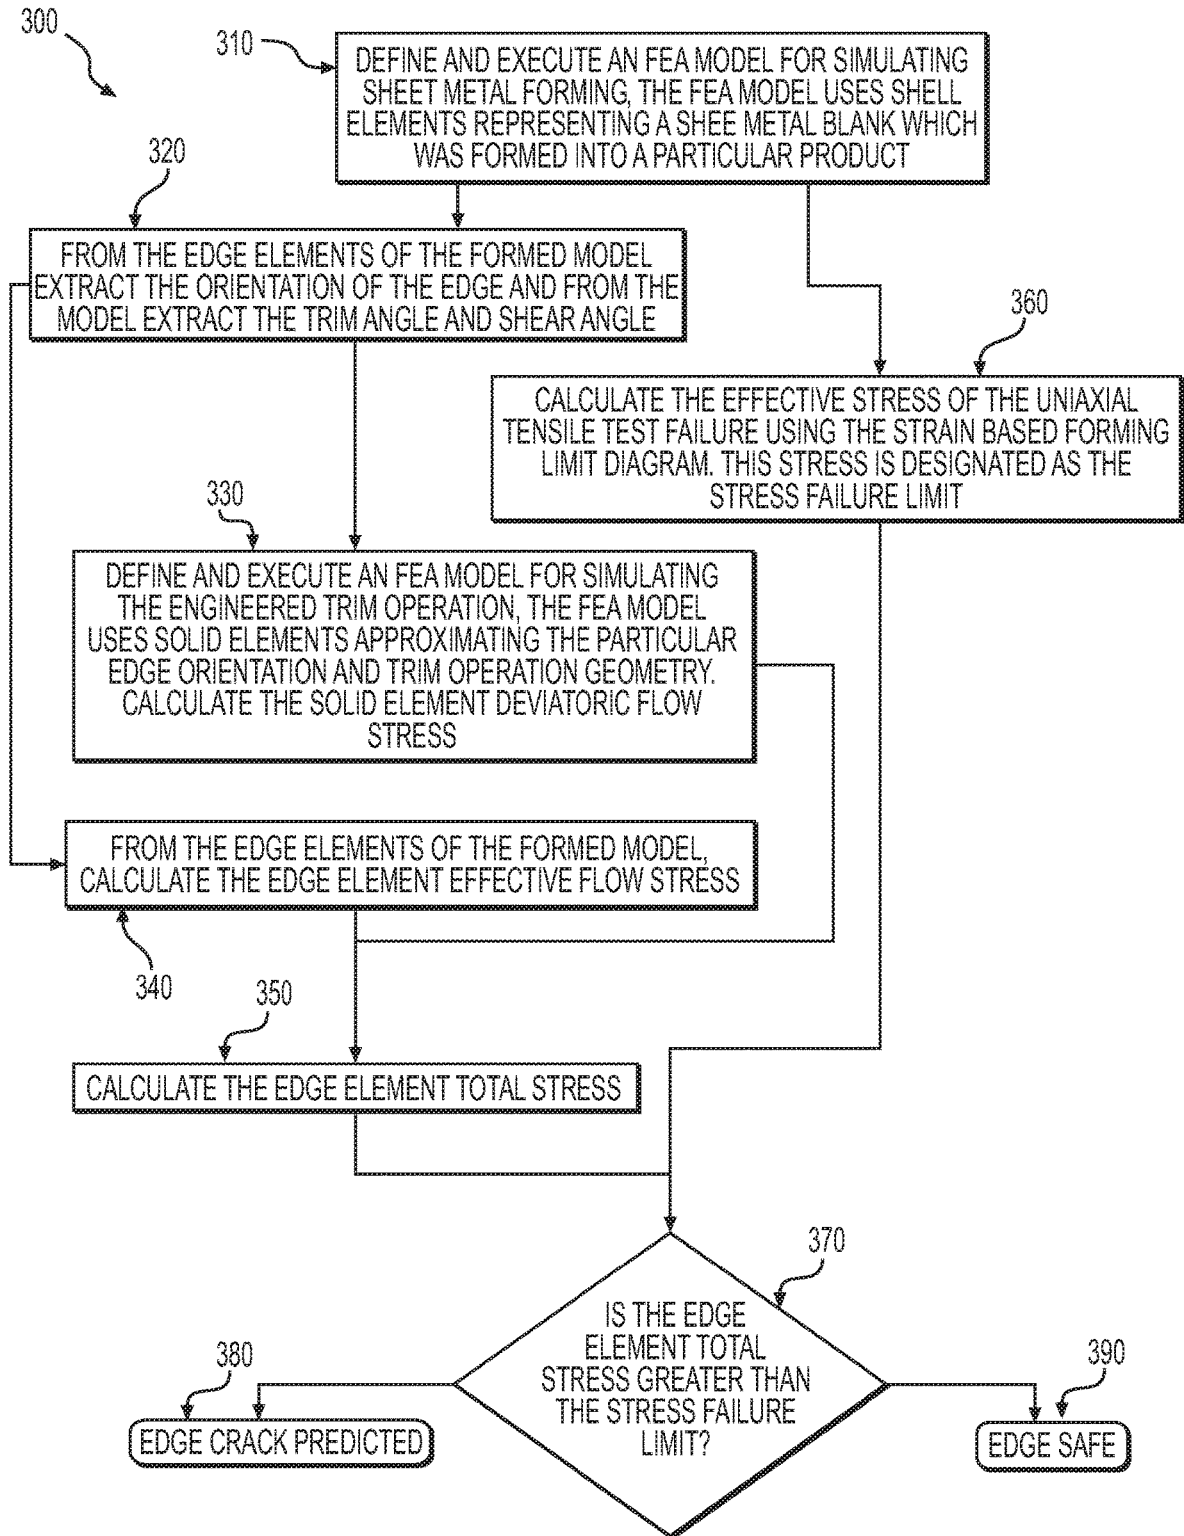 300
310
DEFINE AND EXECUTE AN FEA MODEL FOR SIMULATING
SHEET METAL FORMING, THE FEA MODEL USES SHELL
ELEMENTS REPRESENTING A SHEE METAL BLANK WHICH
WAS FORMED INTO A PARTICULAR PRODUCT
320
FROM THE EDGE ELEMENTS OF THE FORMED MODEL
EXTRACT THE ORIENTATION OF THE EDGE AND FROM THE
MODEL EXTRACT THE TRIM ANGLE AND SHEAR ANGLE
360
CALCULATE THE EFFECTIVE STRESS OF THE UNIAXIAL
TENSILE TEST FAILURE USING THE STRAIN BASED FORMING
LIMIT DIAGRAM. THIS STRESS IS DESIGNATED AS THE
STRESS FAILURE LIMIT
330
DEFINE AND EXECUTE AN FEA MODEL FOR SIMULATING
THE ENGINEERED TRIM OPERATION, THE FEA MODEL
USES SOLID ELEMENTS APPROXIMATING THE PARTICULAR
EDGE ORIENTATION AND TRIM OPERATION GEOMETRY.
CALCULATE THE SOLID ELEMENT DEVIATORIC FLOW
STRESS
FROM THE EDGE ELEMENTS OF THE FORMED MODEL,
CALCULATE THE EDGE ELEMENT EFFECTIVE FLOW STRESS
340
350
CALCULATE THE EDGE ELEMENT TOTAL STRESS
370
IS THE EDGE
ELEMENT TOTAL
STRESS GREATER THAN
THE STRESS FAILURE
LIMIT?
380
EDGE CRACK PREDICTED
390
EDGE SAFE